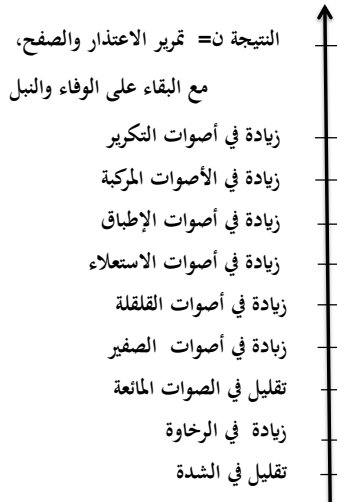 النتيجة ن= تمرير الاعتذار والصفح،
مع البقاء على الوفاء والنبل
زيادة في أصوات التكرير
زيادة في الأصوات المركبة
زيادة في أصوات الإطباق
زيادة في أصوات الاستعلاء
زيادة في أصوات القلقلة
زبادة في أصوات الصفير
تقليل في الصوات المائعة
زيادة في الرخاوة
تقليل في الشدة